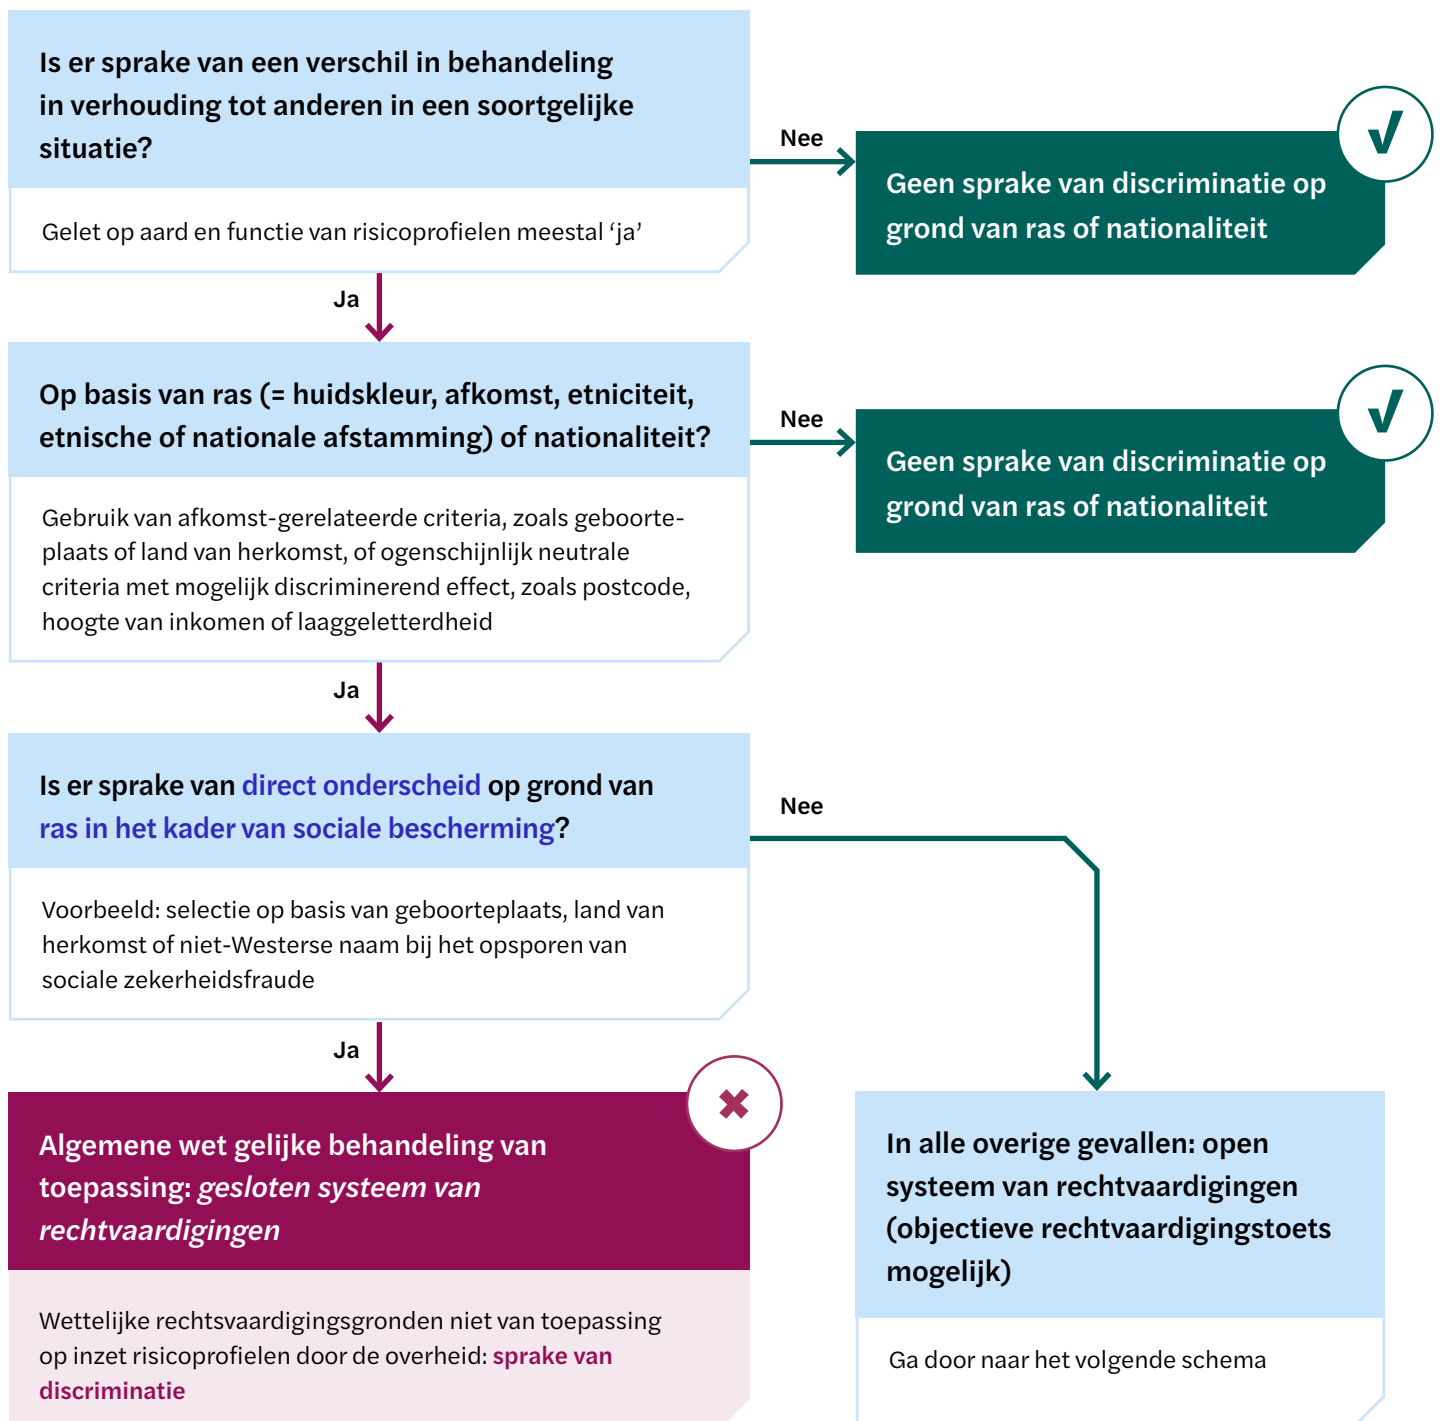 Is er sprake van een verschil in behandeling
in verhouding tot anderen in een soortgelijke
situatie?
Gelet op aard en functie van risicoprofielen meestal ‘ja’
Nee
Geen sprake van discriminatie op
grond van ras of nationaliteit
Ja
Op basis van ras (= huidskleur, afkomst, etniciteit,
etnische of nationale afstamming) of nationaliteit?
Gebruik van afkomst-gerelateerde criteria, zoals geboorte-
plaats of land van herkomst, of ogenschijnlijk neutrale
criteria met mogelijk discriminerend effect, zoals postcode,
hoogte van inkomen of laaggeletterdheid
Nee
Geen sprake van discriminatie op
grond van ras of nationaliteit
Ja
Is er sprake van direct onderscheid op grond van
ras in het kader van sociale bescherming?
Voorbeeld: selectie op basis van geboorteplaats, land van
herkomst of niet-Westerse naam bij het opsporen van
sociale zekerheidsfraude
Nee
Ja
Algemene wet gelijke behandeling van
toepassing: gesloten systeem van
rechtvaardigingen
Wettelijke rechtsvaardigingsgronden niet van toepassing
op inzet risicoprofielen door de overheid: sprake van
discriminatie
In alle overige gevallen: open
systeem van rechtvaardigingen
(objectieve rechtvaardigingstoets
mogelijk)
Ga door naar het volgende schema